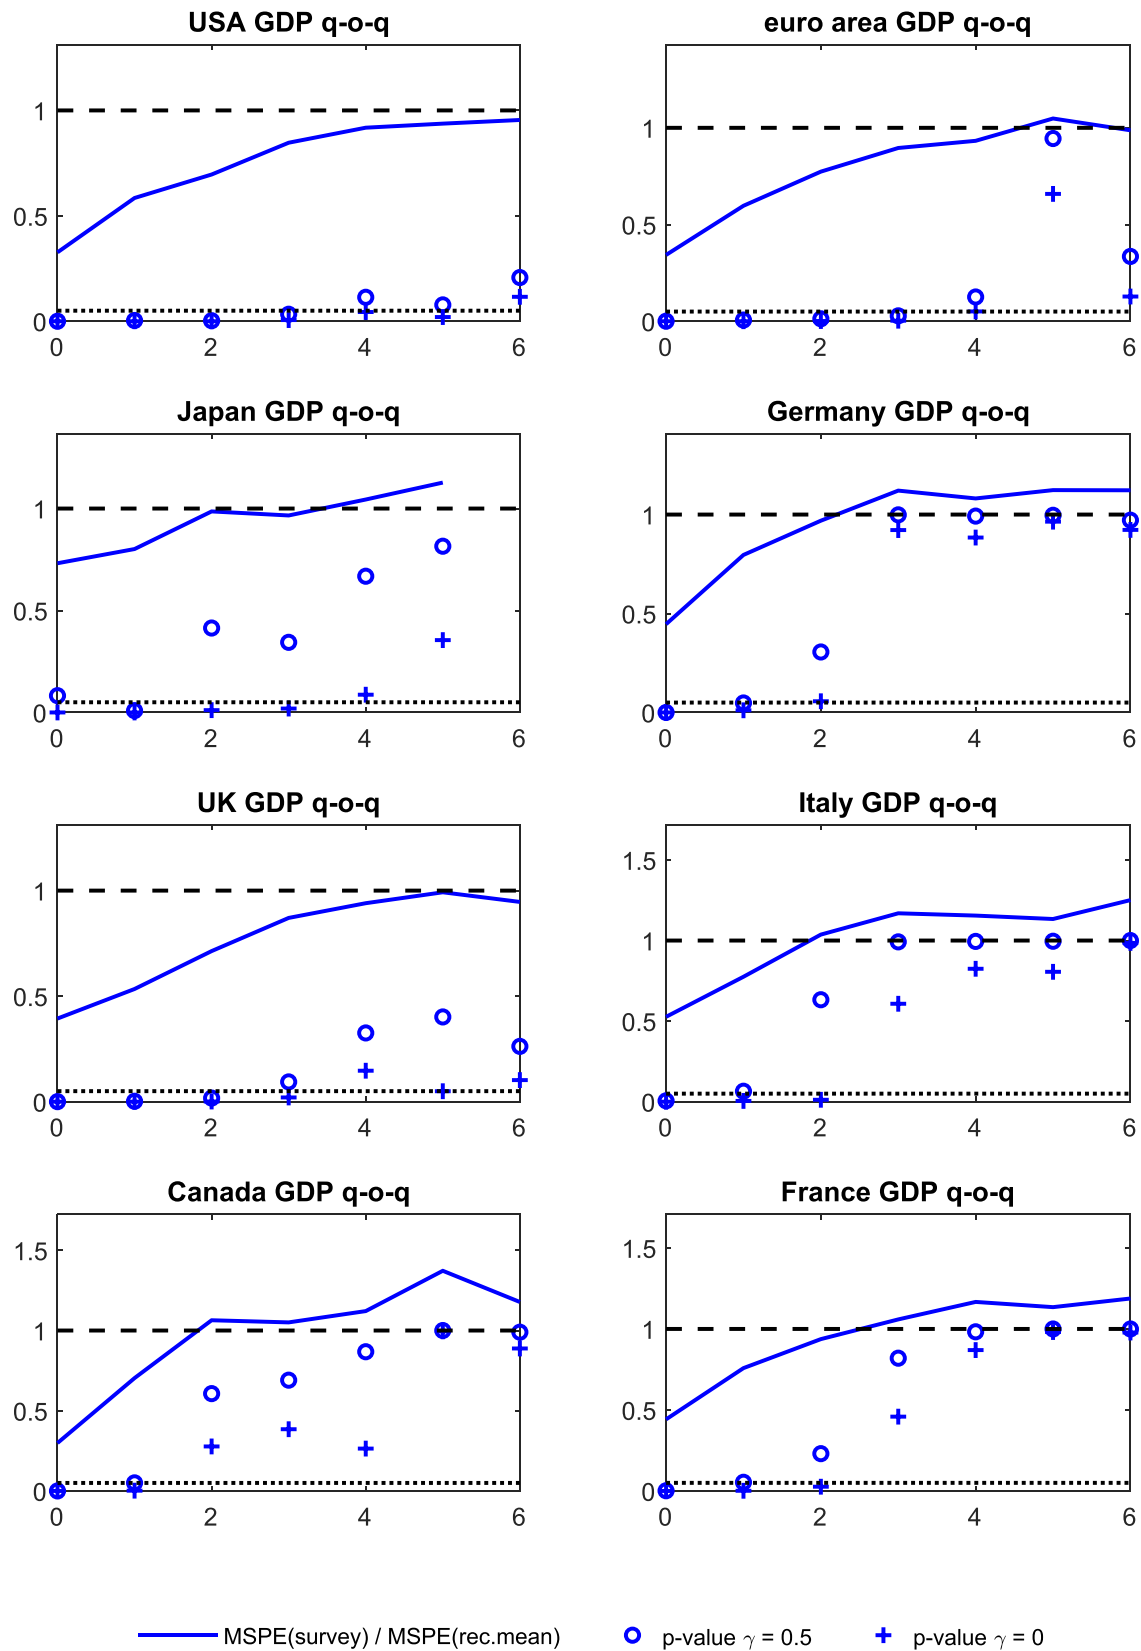 USA GDP q-o-q
1
0.5
0
0 2 4 6
euro area GDP q-o-q
1
0.5
0
0 2 4 6
Japan GDP q-o-q
1
0.5
0
0 2 4 6
Germany GDP q-o-q
1
0.5
0
0 2 4 6
UK GDP q-o-q
1
0.5
0
0 2 4 6
Italy GDP q-o-q
1.5
1
0.5
0
0 2 4 6
Canada GDP q-o-q
1.5
1
0.5
0
0 2 4 6
France GDP q-o-q
1.5
1
0.5
0
0 2 4 6
MSPE(survey) / MSPE(rec.mean) p-value γ = 0.5 p-value γ = 0